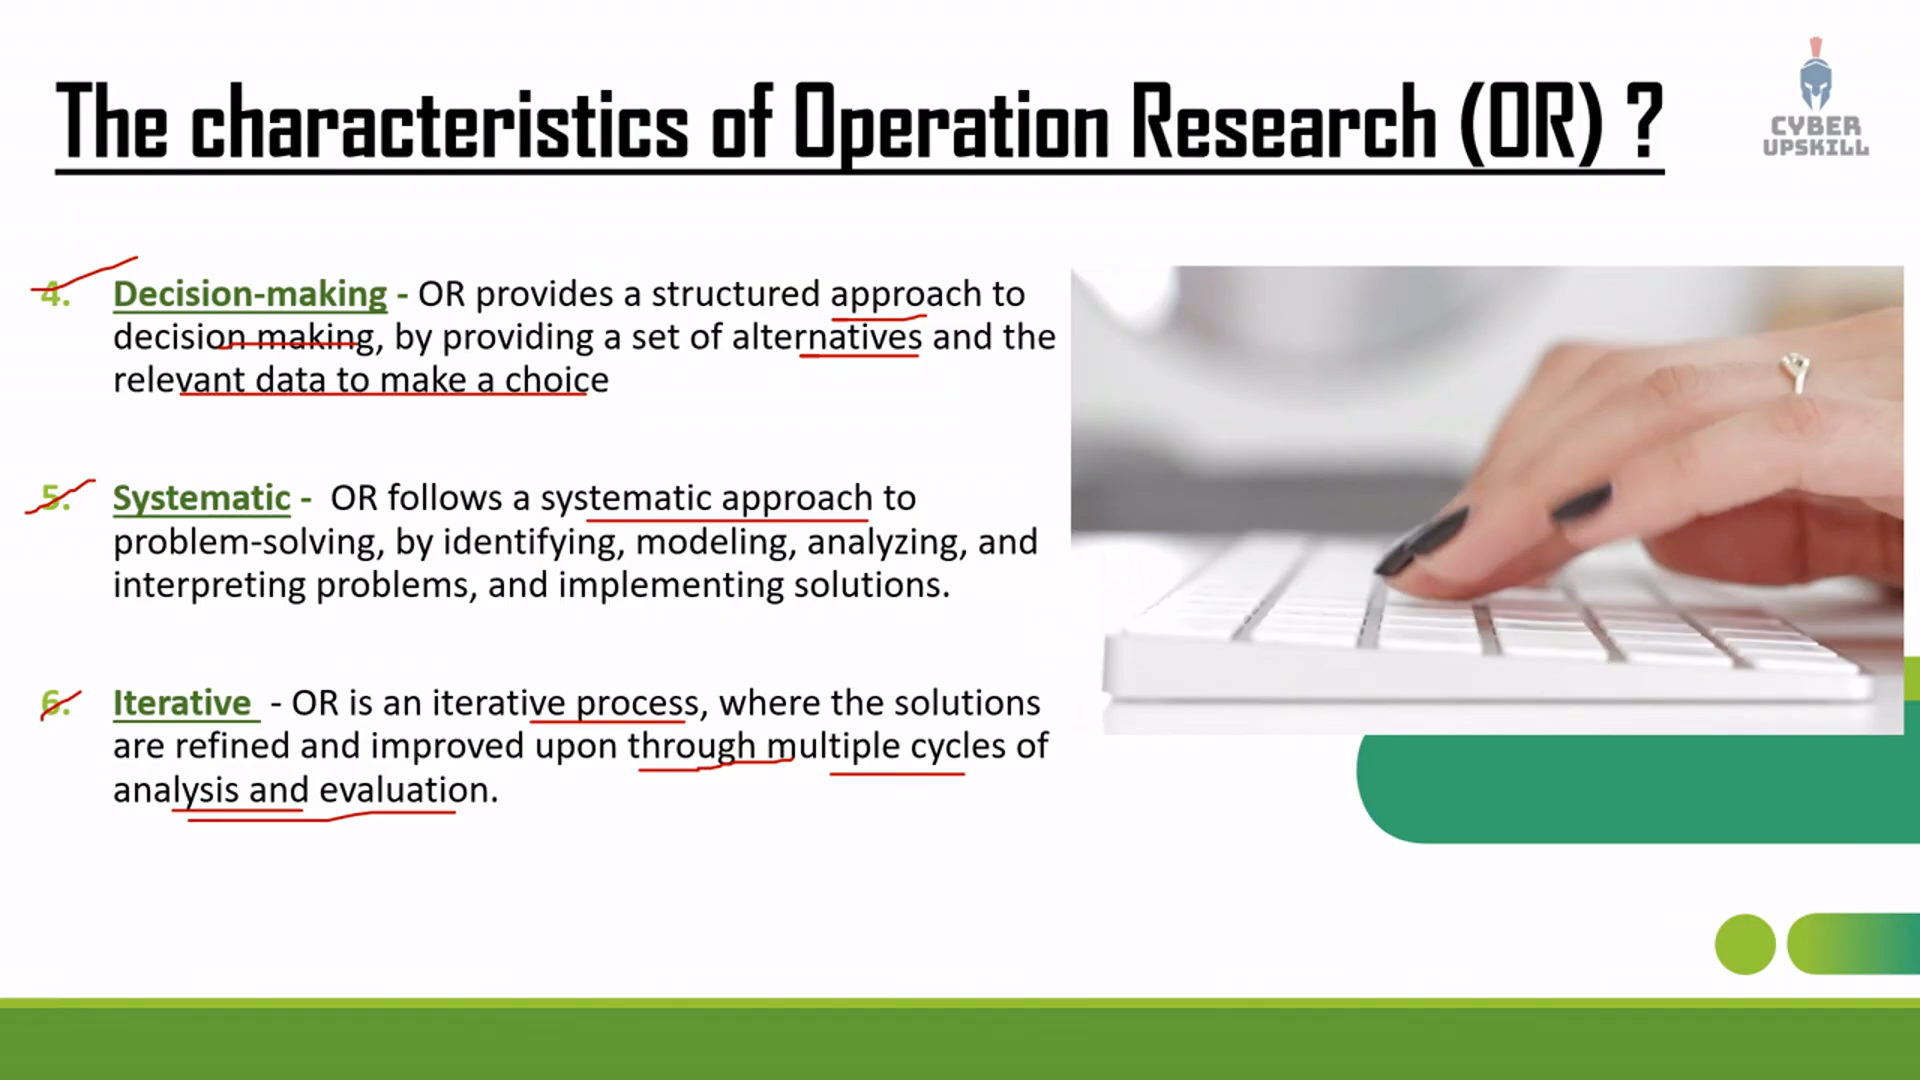 The characteristics of Operation Research (OR) ?
CYBER
UPSKILL
4. Decision-making - OR provides a structured approach to
decision making, by providing a set of alternatives and the
relevant data to make a choice
5. Systematic - OR follows a systematic approach to
problem-solving, by identifying, modeling, analyzing, and
interpreting problems, and implementing solutions.
6. Iterative - OR is an iterative process, where the solutions
are refined and improved upon through multiple cycles of
analysis and evaluation.